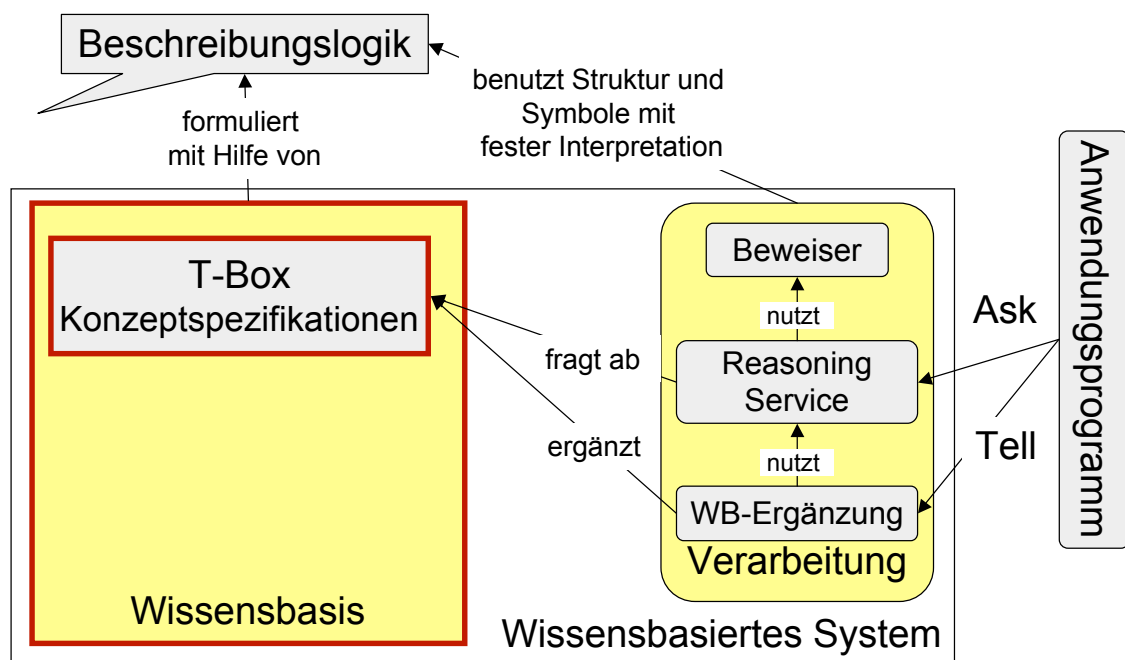 Beschreibungslogik
benutzt Struktur und
Symbole mit
fester Interpretation
formuliert
mit Hilfe von
Anwendungsprogramm
T-Box
Konzeptspezifikationen
Beweiser
nutzt
Ask
fragt ab
Reasoning
Service
ergänzt
nutzt
Tell
WB-Ergänzung
Verarbeitung
Wissensbasis
Wissensbasiertes System